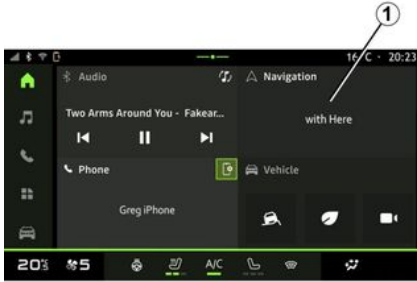 1
16°C · 20:23
Audio
Navigation
Two Arms Around You - Fakear...
with Here
Phone
Vehicle
Greg iPhone
20°5
5
A/C